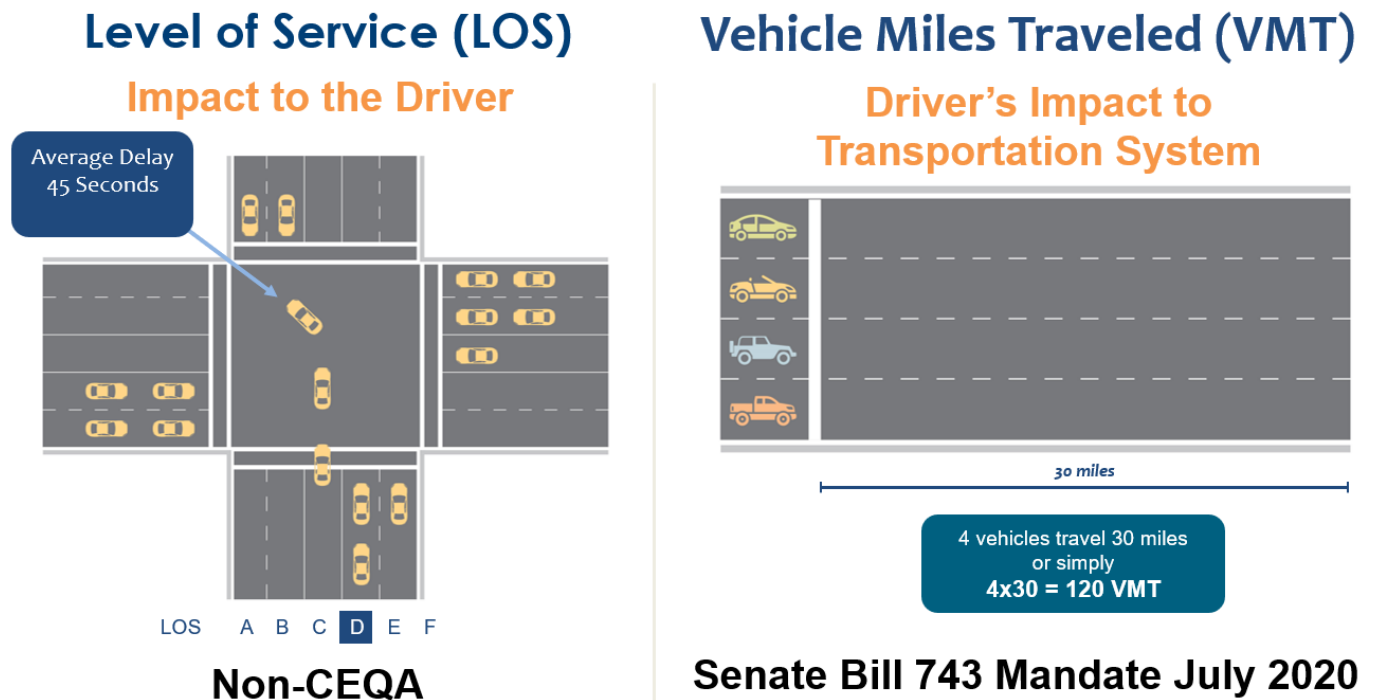 Level of Service (LOS)
Impact to the Driver
Average Delay
45 Seconds
LOS A B C D E F
Non-CEQA
Vehicle Miles Traveled (VMT)
Driver’s Impact to
Transportation System
30 miles
4 vehicles travel 30 miles
or simply
4x30 = 120 VMT
Senate Bill 743 Mandate July 2020